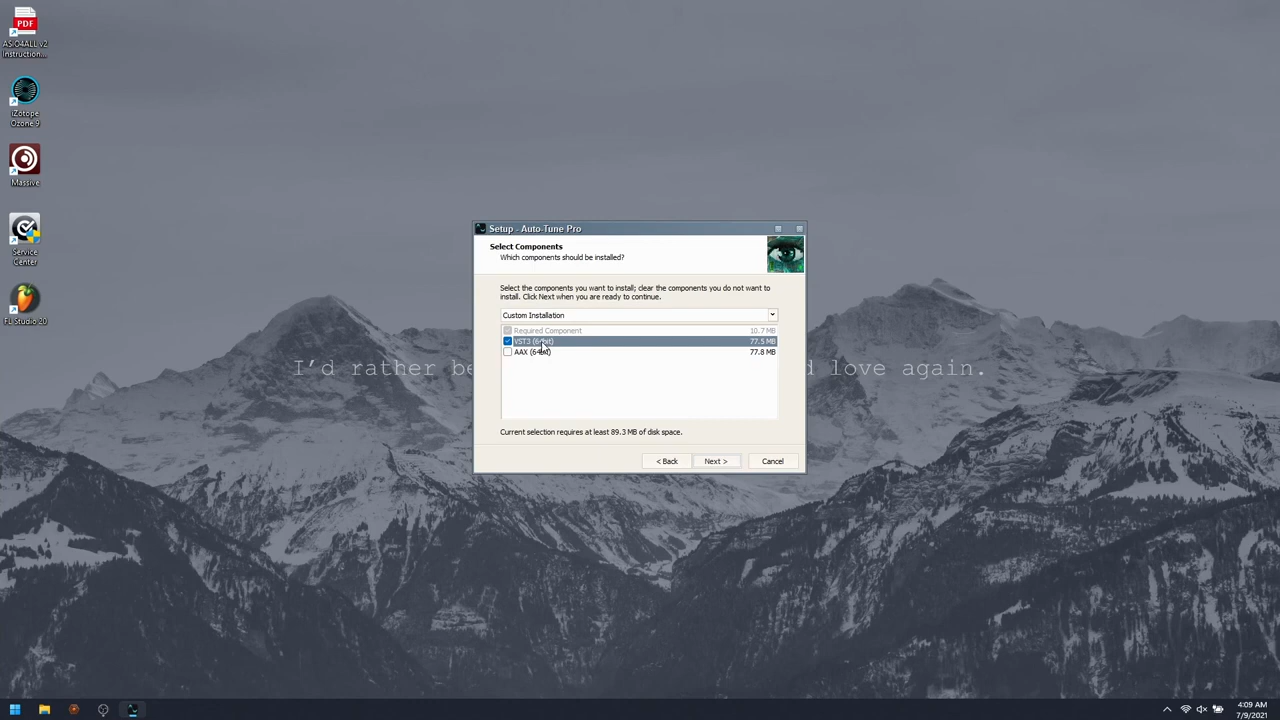 PDF
ASIO4ALL v2
Instruction...
iZotope
Ozone 9
Massive
Service
Center
FL Studio 20
Setup - Auto-Tune Pro
Select Components
Which components should be installed?
Select the components you want to install; clear the components you do not want to
install. Click Next when you are ready to continue.
Custom Installation
Required Component 10.7 MB
VST3 (64-bit) 77.5 MB
AAX (64-bit) 77.8 MB
Current selection requires at least 89.3 MB of disk space.
< Back Next > Cancel
I'd rather be d love again.
4:09 AM
7/9/2021